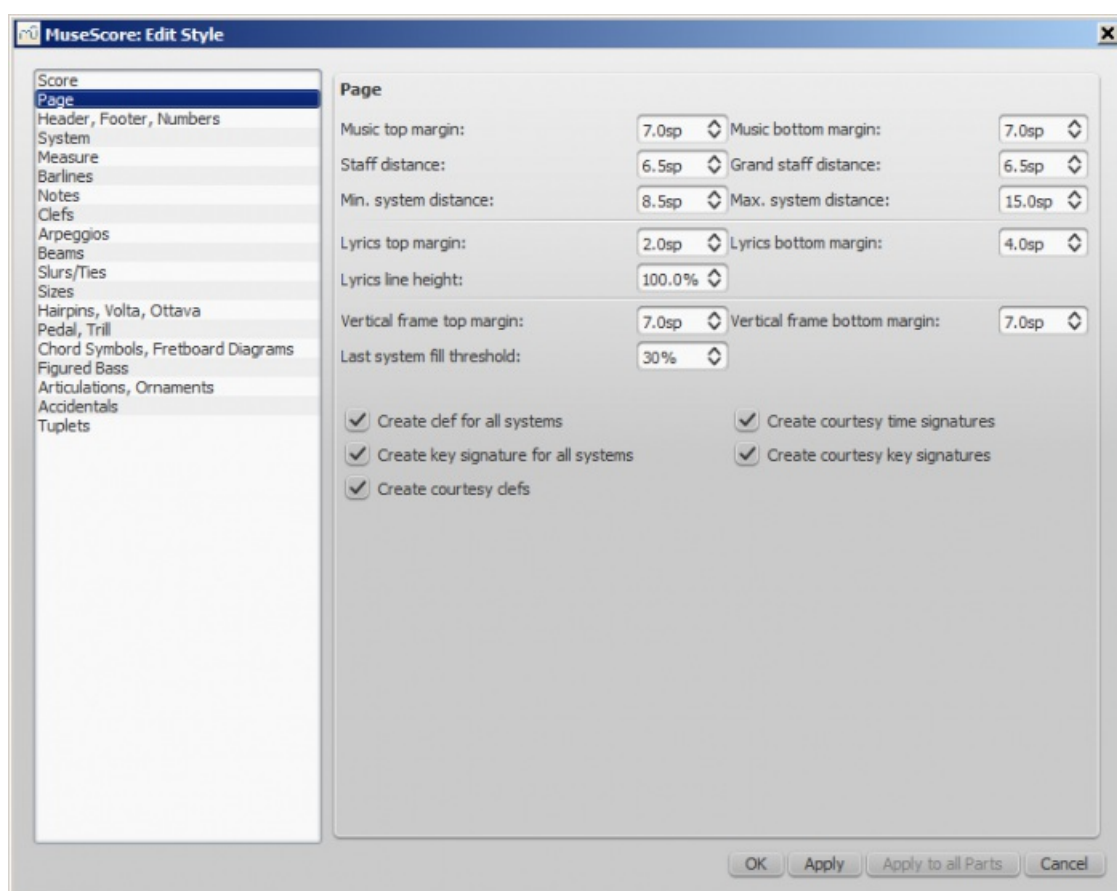 MuseScore: Edit Style
Score
Page
Header, Footer, Numbers
System
Measure
Barlines
Notes
Clefs
Arpeggios
Beams
Slurs/Ties
Sizes
Hairpins, Volta, Ottava
Pedal, Trill
Chord Symbols, Fretboard Diagrams
Figured Bass
Articulations, Ornaments
Accidentals
Tuplets
Page
Music top margin: 7.0sp Music bottom margin: 7.0sp
Staff distance: 6.5sp Grand staff distance: 6.5sp
Min. system distance: 8.5sp Max. system distance: 15.0sp
Lyrics top margin: 2.0sp Lyrics bottom margin: 4.0sp
Lyrics line height: 100.0%
Vertical frame top margin: 7.0sp Vertical frame bottom margin: 7.0sp
Last system fill threshold: 30%
Create clef for all systems Create courtesy time signatures
Create key signature for all systems Create courtesy key signatures
Create courtesy clefs
OK Apply Apply to all Parts Cancel